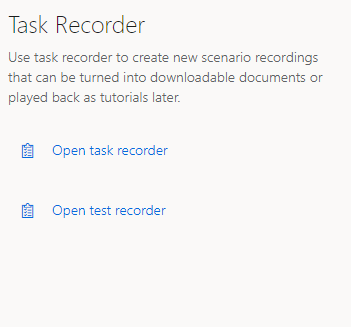 Task Recorder
Use task recorder to create new scenario recordings
that can be turned into downloadable documents or
played back as tutorials later.
Open task recorder
Open test recorder